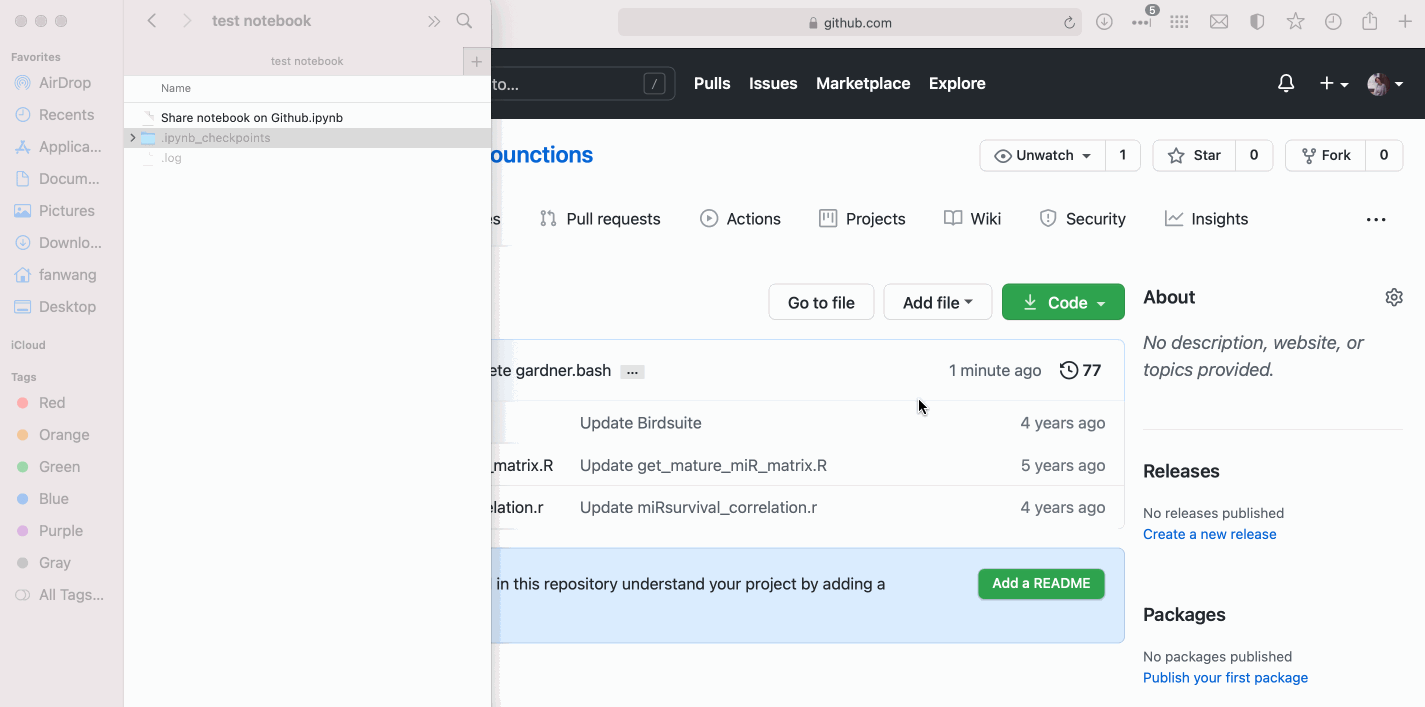 test notebook
Favorites
AirDrop
Recents
Applica...
Docum...
Pictures
Downlo...
fanwang
Desktop
iCloud
Tags
Red
Orange
Green
Blue
Purple
Gray
All Tags...
test notebook
Name
Share notebook on Github.ipynb
.ipynb_checkpoints
.log
github.com
5
to...
/
Pulls
Issues
Marketplace
Explore
ounctions
Unwatch
1
Star
0
Fork
0
es
Pull requests
Actions
Projects
Wiki
Security
Insights
Go to file
Add file
Code
ete gardner.bash ...
1 minute ago
77
Update Birdsuite
4 years ago
_matrix.R
Update get_mature_miR_matrix.R
5 years ago
elation.r
Update miRsurvival_correlation.r
4 years ago
in this repository understand your project by adding a
Add a README
About
No description, website, or
topics provided.
Releases
No releases published
Create a new release
Packages
No packages published
Publish your first package